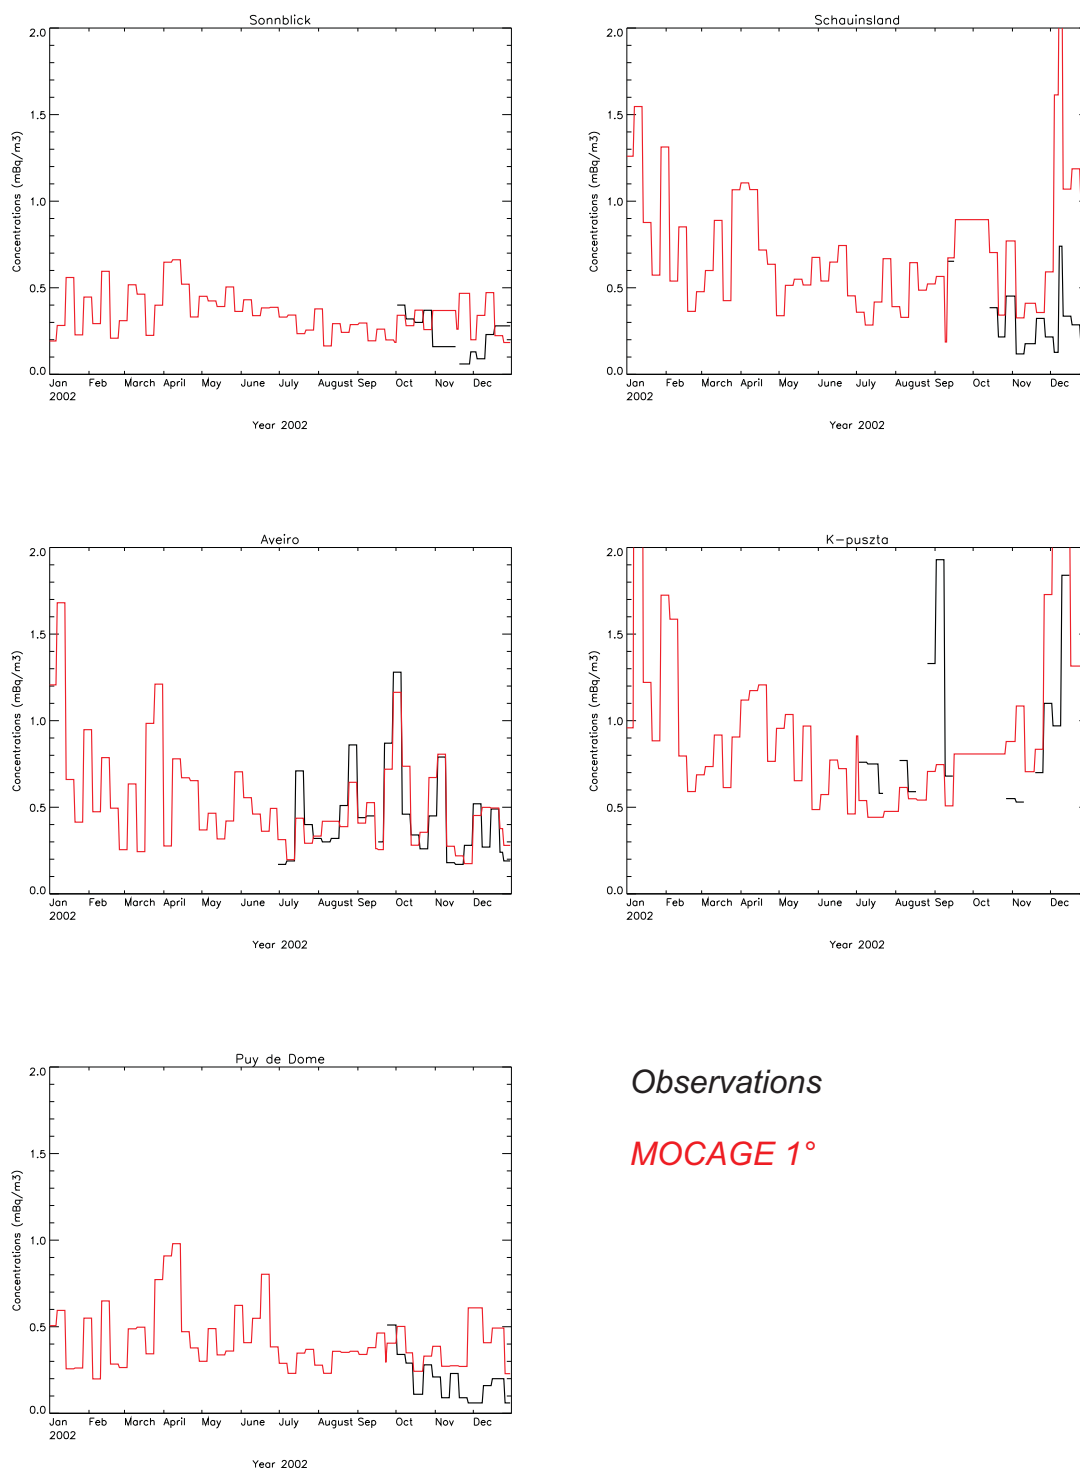 Sonnblick
2.0
1.5
1.0
0.5
0.0
Concentrations (mBq/m3)
Jan Feb March April May June July August Sep Oct Nov Dec
2002
Year 2002
Schauinsland
2.0
1.5
1.0
0.5
0.0
Concentrations (mBq/m3)
Jan Feb March April May June July August Sep Oct Nov Dec
2002
Year 2002
Aveiro
2.0
1.5
1.0
0.5
0.0
Concentrations (mBq/m3)
Jan Feb March April May June July August Sep Oct Nov Dec
2002
Year 2002
K-puszta
2.0
1.5
1.0
0.5
0.0
Concentrations (mBq/m3)
Jan Feb March April May June July August Sep Oct Nov Dec
2002
Year 2002
Puy de Dome
2.0
1.5
1.0
0.5
0.0
Concentrations (mBq/m3)
Jan Feb March April May June July August Sep Oct Nov Dec
2002
Year 2002
Observations
MOCAGE 1°